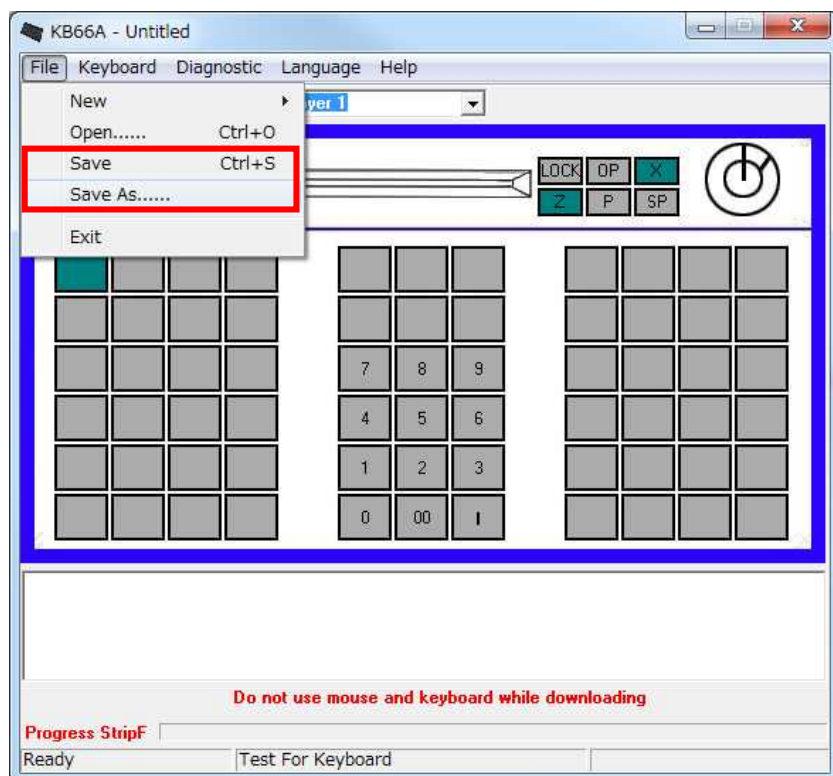 KB66A - Untitled
File Keyboard Diagnostic Language Help
New
yer 1
Open...... Ctrl+O
Save Ctrl+S
Save As......
Exit
LOCK OP X
Z P SP
7 8 9
4 5 6
1 2 3
0 00
Do not use mouse and keyboard while downloading
Progress StripF
Ready Test For Keyboard